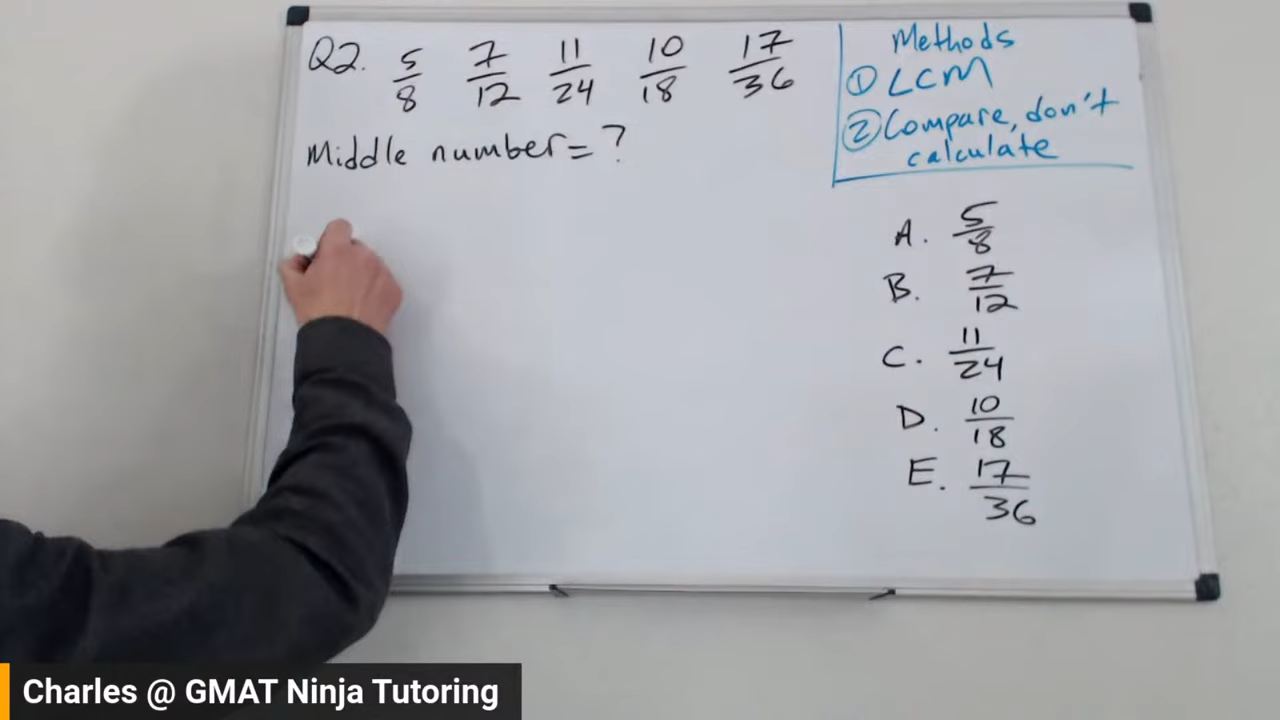 Q2. 5/8 7/12 11/24 10/18 17/36
Middle number = ?
Methods
① LCM
② Compare, don't
calculate
A. 5/8
B. 7/12
C. 11/24
D. 10/18
E. 17/36
Charles @ GMAT Ninja Tutoring